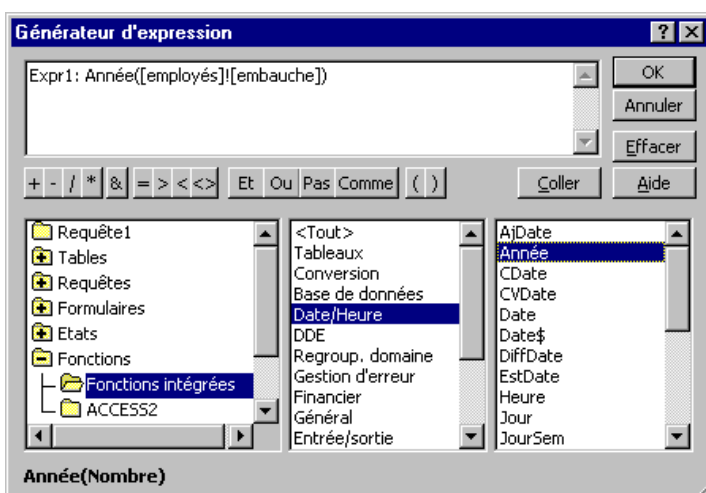 Générateur d'expression
? X
Expr1: Année([employés]![embauche])
OK
Annuler
Effacer
+ - / * & = > < <> Et Ou Pas Comme ( ) Coller Aide
Requête1
Tables
Requêtes
Formulaires
Etats
Fonctions
Fonctions intégrées
ACCESS2
<Tout>
Tableaux
Conversion
Base de données
Date/Heure
DDE
Regroup. domaine
Gestion d'erreur
Financier
Général
Entrée/sortie
AjDate
Année
CDate
CVDate
Date
Date$
DiffDate
EstDate
Heure
Jour
JourSem
Année(Nombre)